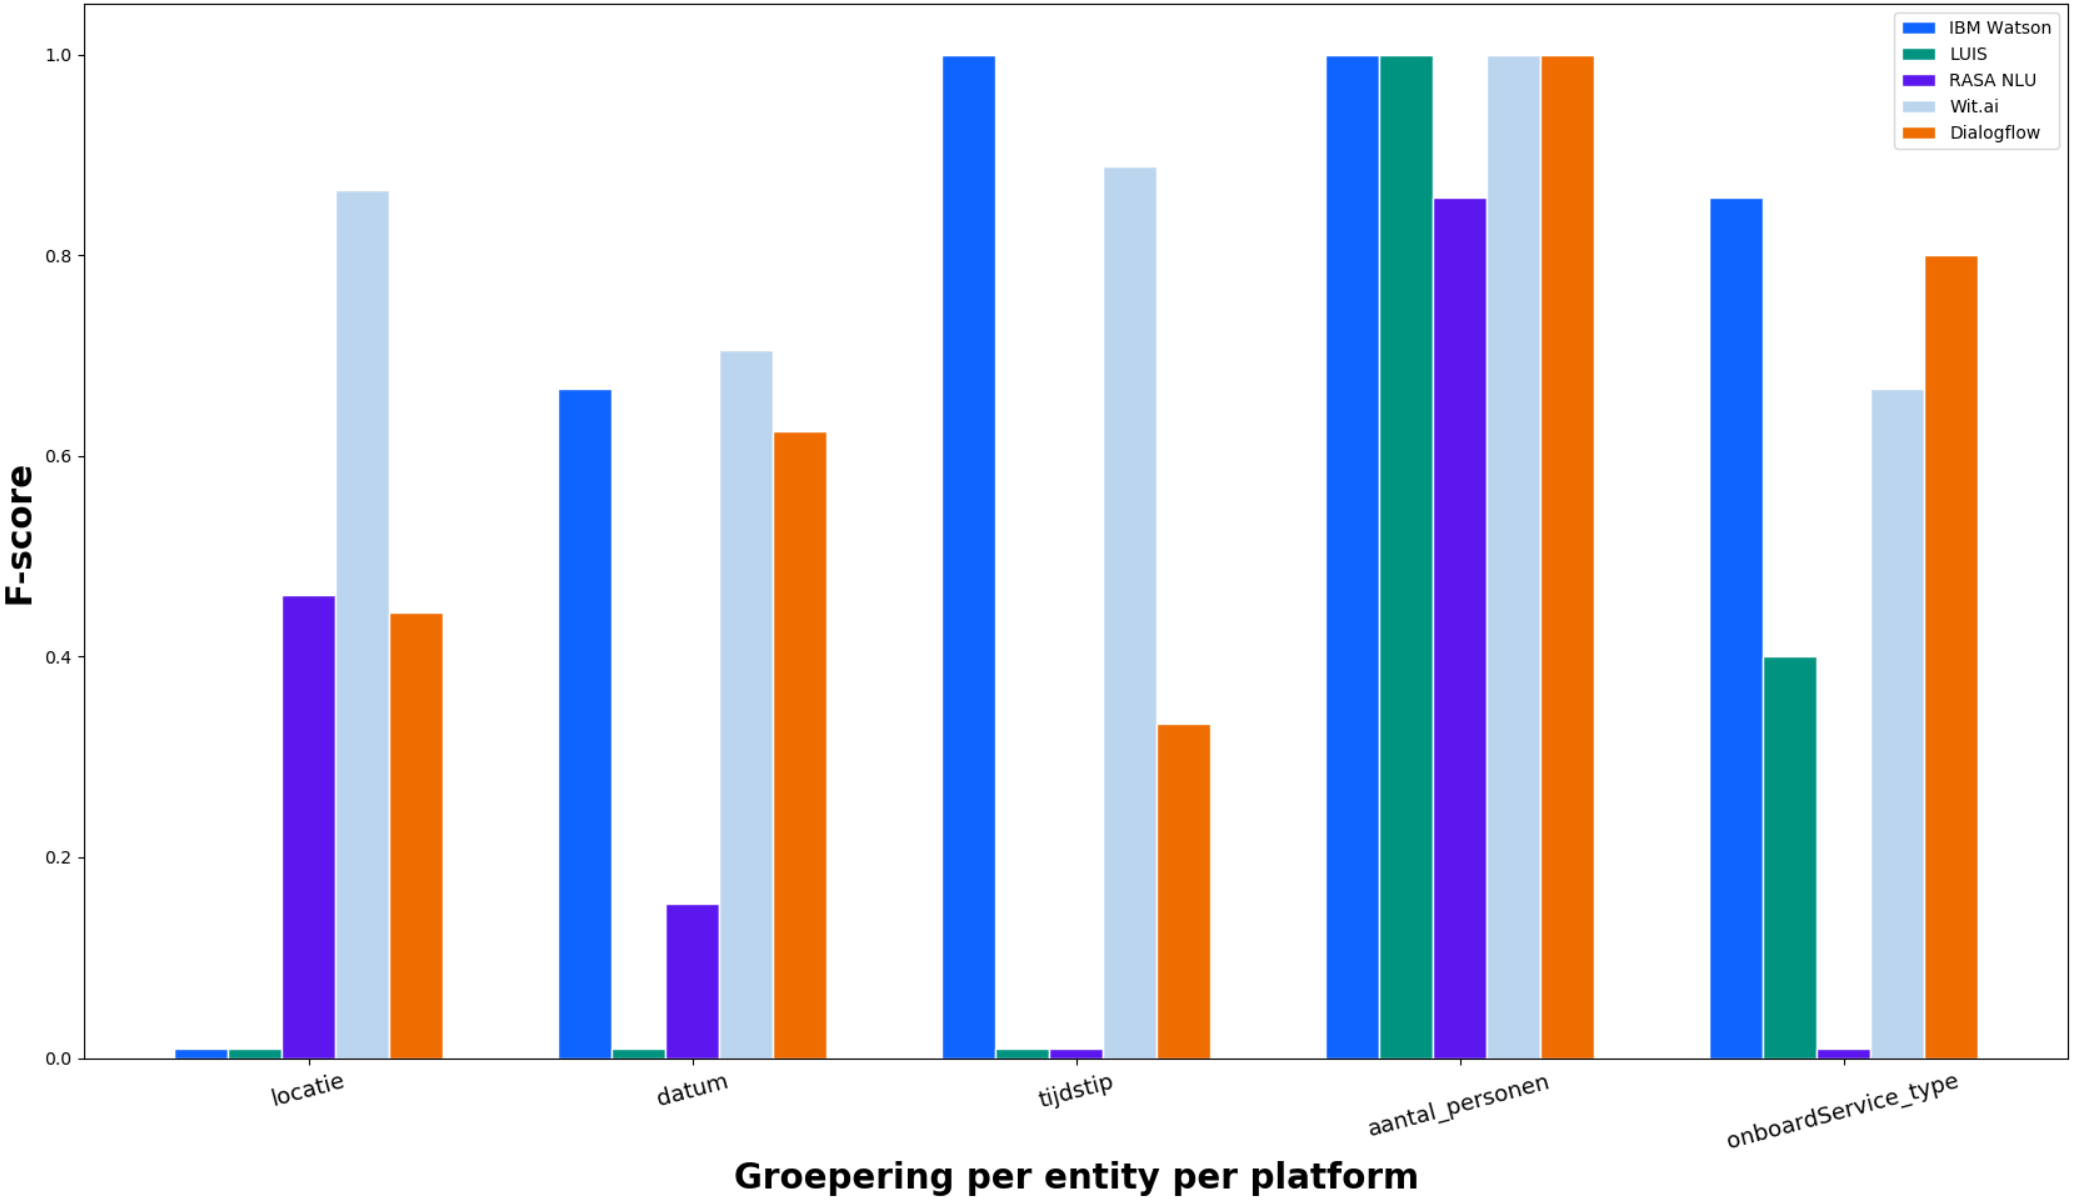 IBM Watson
LUIS
RASA NLU
Wit.ai
Dialogflow
F-score
1.0
0.8
0.6
0.4
0.2
0.0
locatie
datum
tijdstip
aantal_personen
onboardService_type
Groepering per entity per platform